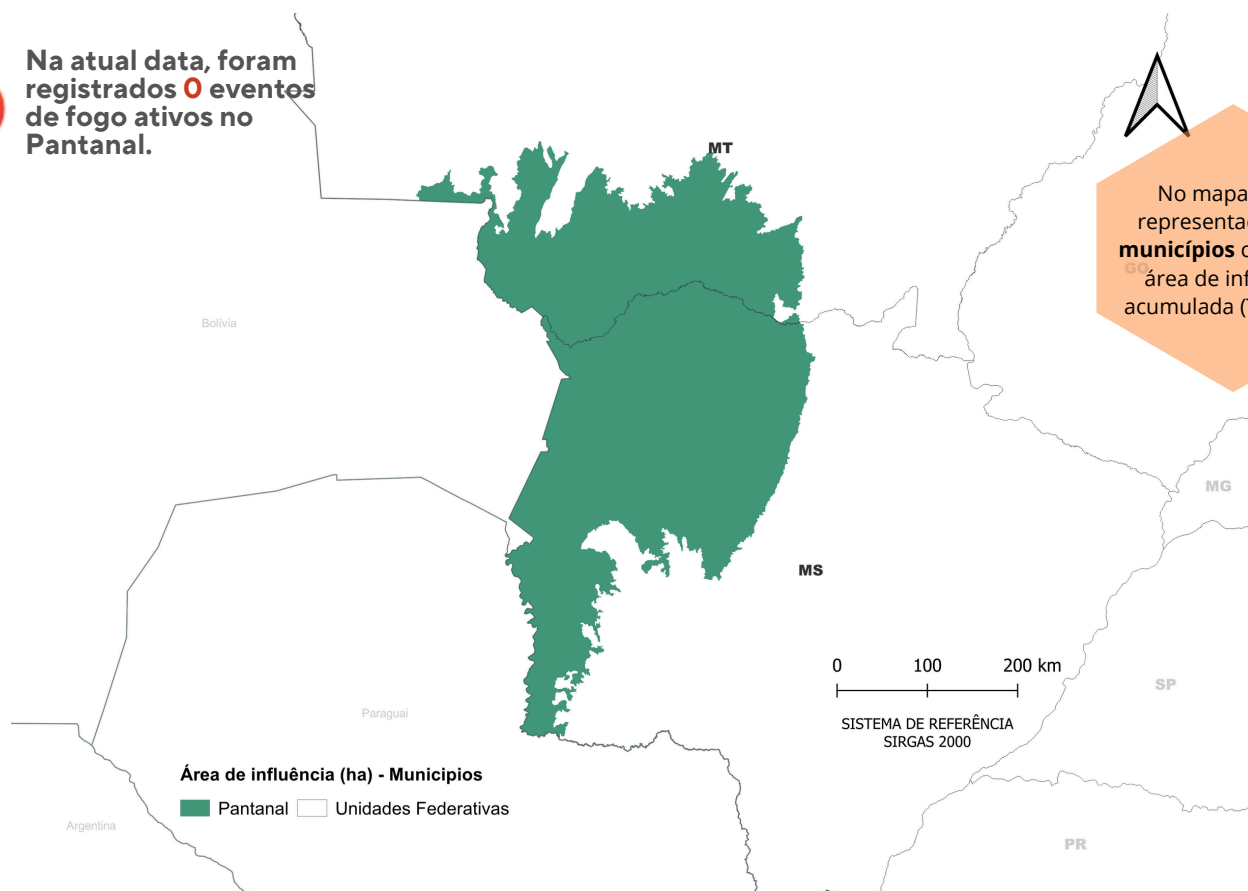 Na atual data, foram
registrados 0 eventos
de fogo ativos no
Pantanal.
MT
No mapa
municípios
GO
área de
acumulada
Bolívia
MG
MS
0 100 200 km
SP
SISTEMA DE REFERÊNCIA
SIRGAS 2000
Paraguai
Área de influência (ha) - Municipios
Pantanal Unidades Federativas
Argentina
PR